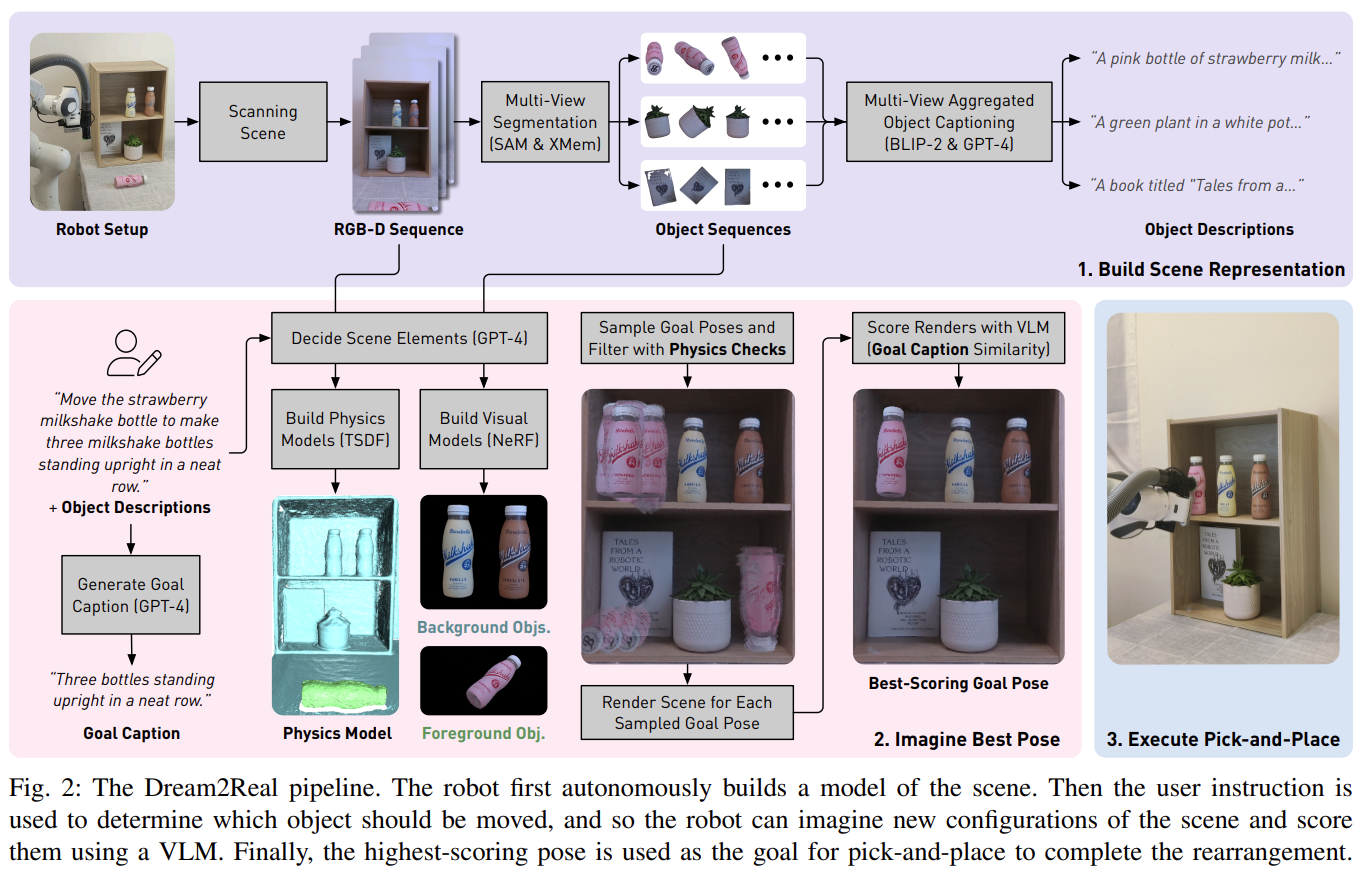 Scanning
Scene
Multi-View
Segmentation
(SAM & XMem)
Multi-View Aggregated
Object Captioning
(BLIP-2 & GPT-4)
“A pink bottle of strawberry milk...”
“A green plant in a white pot...”
“A book titled "Tales from a...”
Robot Setup
RGB-D Sequence
Object Sequences
Object Descriptions
1. Build Scene Representation
“Move the strawberry
milkshake bottle to make
three milkshake bottles
standing upright in a neat
row.”
+ Object Descriptions
Generate Goal
Caption (GPT-4)
“Three bottles standing
upright in a neat row.”
Goal Caption
Decide Scene Elements (GPT-4)
Build Physics
Models (TSDF)
Build Visual
Models (NeRF)
Physics Model
Milkshake
VANILLA
Milkshake
Background Objs.
Foreground Obj.
Sample Goal Poses and
Filter with Physics Checks
Milkshake
TALES
FROM A
ROBOTIC
WORLD
Render Scene for Each
Sampled Goal Pose
Score Renders with VLM
(Goal Caption Similarity)
Milkshake
TALES
FROM A
ROBOTIC
WORLD
Best-Scoring Goal Pose
2. Imagine Best Pose
3. Execute Pick-and-Place
Fig. 2: The Dream2Real pipeline. The robot first autonomously builds a model of the scene. Then the user instruction is
used to determine which object should be moved, and so the robot can imagine new configurations of the scene and score
them using a VLM. Finally, the highest-scoring pose is used as the goal for pick-and-place to complete the rearrangement.